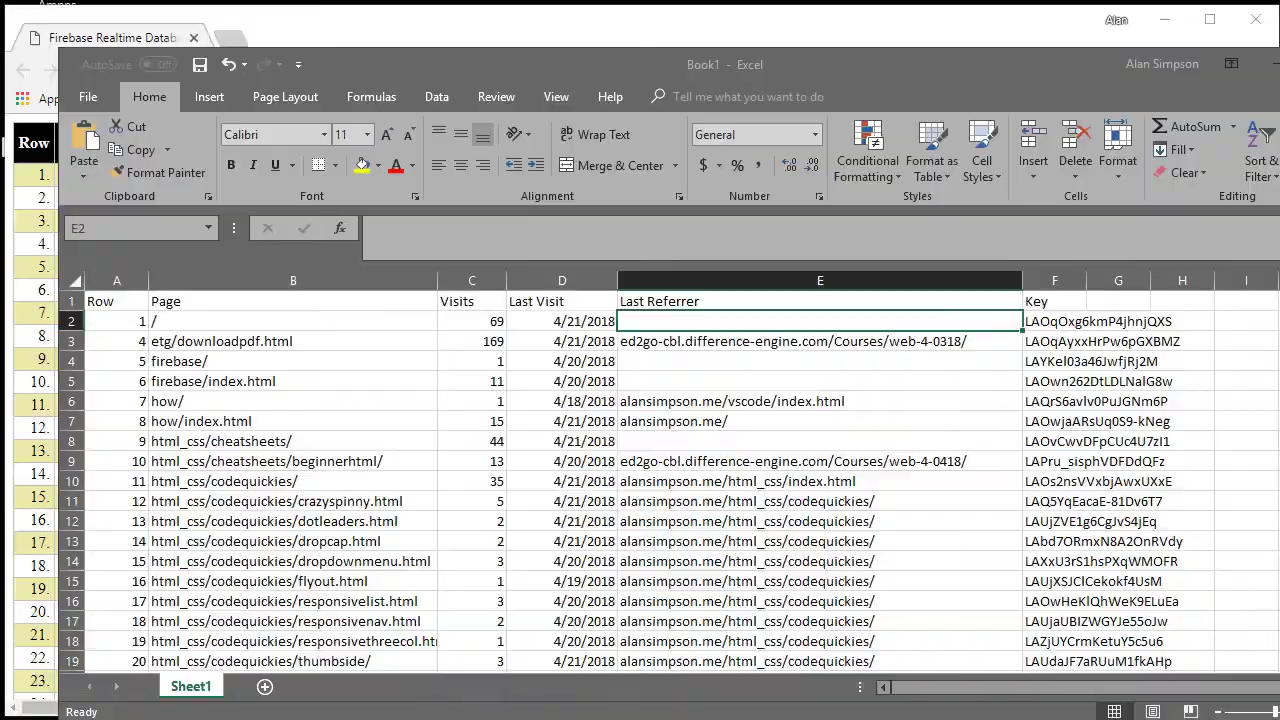 Alan
Firebase Realtime Datab
App
AutoSave Off
Book1 - Excel
Alan Simpson
File Home Insert Page Layout Formulas Data Review View Help Tell me what you want to do
Paste
Cut
Copy
Format Painter
Clipboard
Calibri 11
B I U
Font
Wrap Text
Merge & Center
Alignment
General
$ % ,
Number
Conditional Formatting
Format as Table
Cell Styles
Styles
Insert
Delete
Format
Cells
AutoSum
Fill
Clear
Sort & Filter
Editing
E2
fx
A B C D E F G H I
1 Row Page Visits Last Visit Last Referrer Key
2 1 / 69 4/21/2018 LAOqOxg6kmP4jhnjQXS
3 4 etg/downloadpdf.html 169 4/21/2018 ed2go-cbl.difference-engine.com/Courses/web-4-0318/ LAOqAyxxHrPw6pGXBMZ
4 5 firebase/ 1 4/20/2018 LAYKel03a46JwfjRj2M
5 6 firebase/index.html 11 4/20/2018 LAOwn262DtLDLNalG8w
6 7 how/ 1 4/18/2018 alansimpson.me/vscode/index.html LAQrS6avlv0PuJGNm6P
7 8 how/index.html 15 4/21/2018 alansimpson.me/ LAOwjaARsUq0S9-kNeg
8 9 html_css/cheatsheets/ 44 4/21/2018 LAOvCwvDFpCUc4U7zI1
9 10 html_css/cheatsheets/beginnerhtml/ 13 4/20/2018 ed2go-cbl.difference-engine.com/Courses/web-4-0418/ LAPru_sisphVDFDdQFz
10 11 html_css/codequickies/ 35 4/21/2018 alansimpson.me/html_css/index.html LAOs2nsVVxbjAwxUXxE
11 12 html_css/codequickies/crazyspinny.html 5 4/21/2018 alansimpson.me/html_css/codequickies/ LAQ5YqEacaE-81Dv6T7
12 13 html_css/codequickies/dotleaders.html 2 4/21/2018 alansimpson.me/html_css/codequickies/ LAUjZVE1g6CgJvS4jEq
13 14 html_css/codequickies/dropcap.html 2 4/21/2018 alansimpson.me/html_css/codequickies/ LAbd7ORmxN8A2OnRVdy
14 15 html_css/codequickies/dropdownmenu.html 3 4/20/2018 alansimpson.me/html_css/codequickies/ LAXxU3rS1hsPXqWMOFR
15 16 html_css/codequickies/flyout.html 1 4/19/2018 alansimpson.me/html_css/codequickies/ LAUjXSJClCekokf4UsM
16 17 html_css/codequickies/responsivelist.html 3 4/20/2018 alansimpson.me/html_css/codequickies/ LAOwHeKlQhWeK9ELuEa
17 18 html_css/codequickies/responsivenav.html 2 4/20/2018 alansimpson.me/html_css/codequickies/ LAUjaUBIZWGYJe55oJw
18 19 html_css/codequickies/responsivethreecol.htm 1 4/20/2018 alansimpson.me/html_css/codequickies/ LAZjUYCrmKetuY5c5u6
19 20 html_css/codequickies/thumbside/ 3 4/21/2018 alansimpson.me/html_css/codequickies/ LAUdaJF7aRUuM1fkAHp
Row
1.
2.
3.
4.
5.
6.
7.
8.
9.
10.
11.
12.
13.
14.
15.
16.
17.
18.
19.
20.
21.
22.
23.
Sheet1
Ready